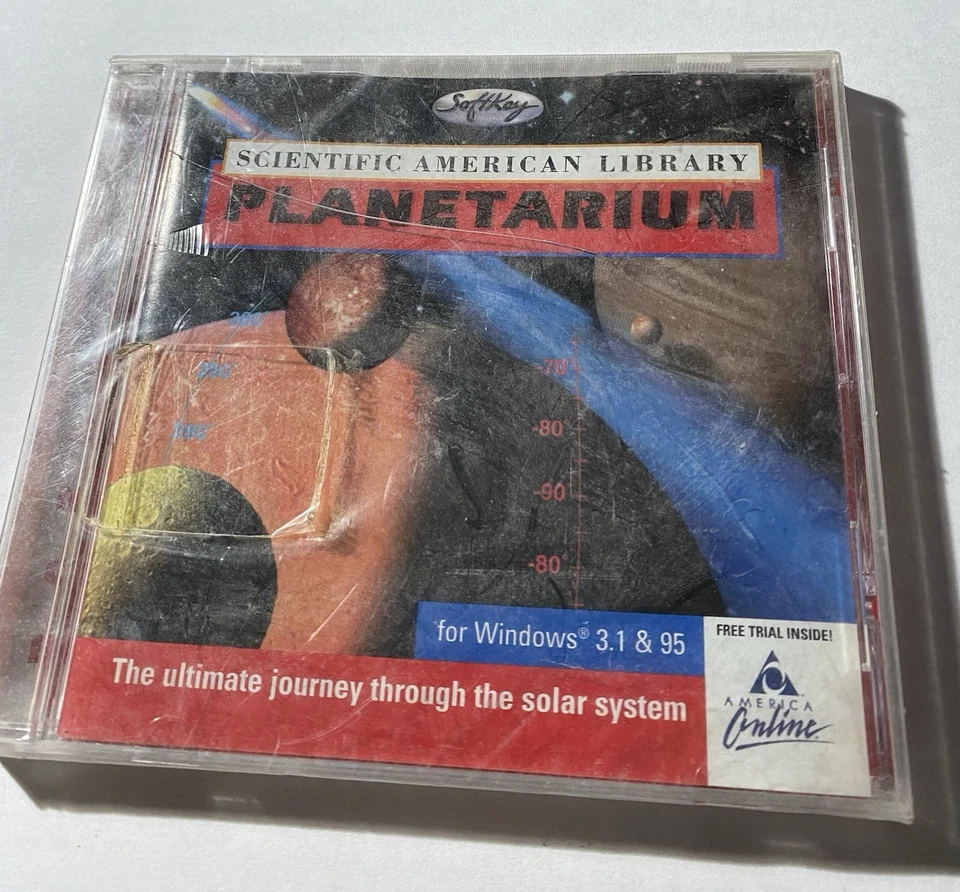 SoftKey
SCIENTIFIC AMERICAN LIBRARY
PLANETARIUM
-70
-80
-90
-80
for Windows® 3.1 & 95
FREE TRIAL INSIDE!
AMERICA
Online
The ultimate journey through the solar system